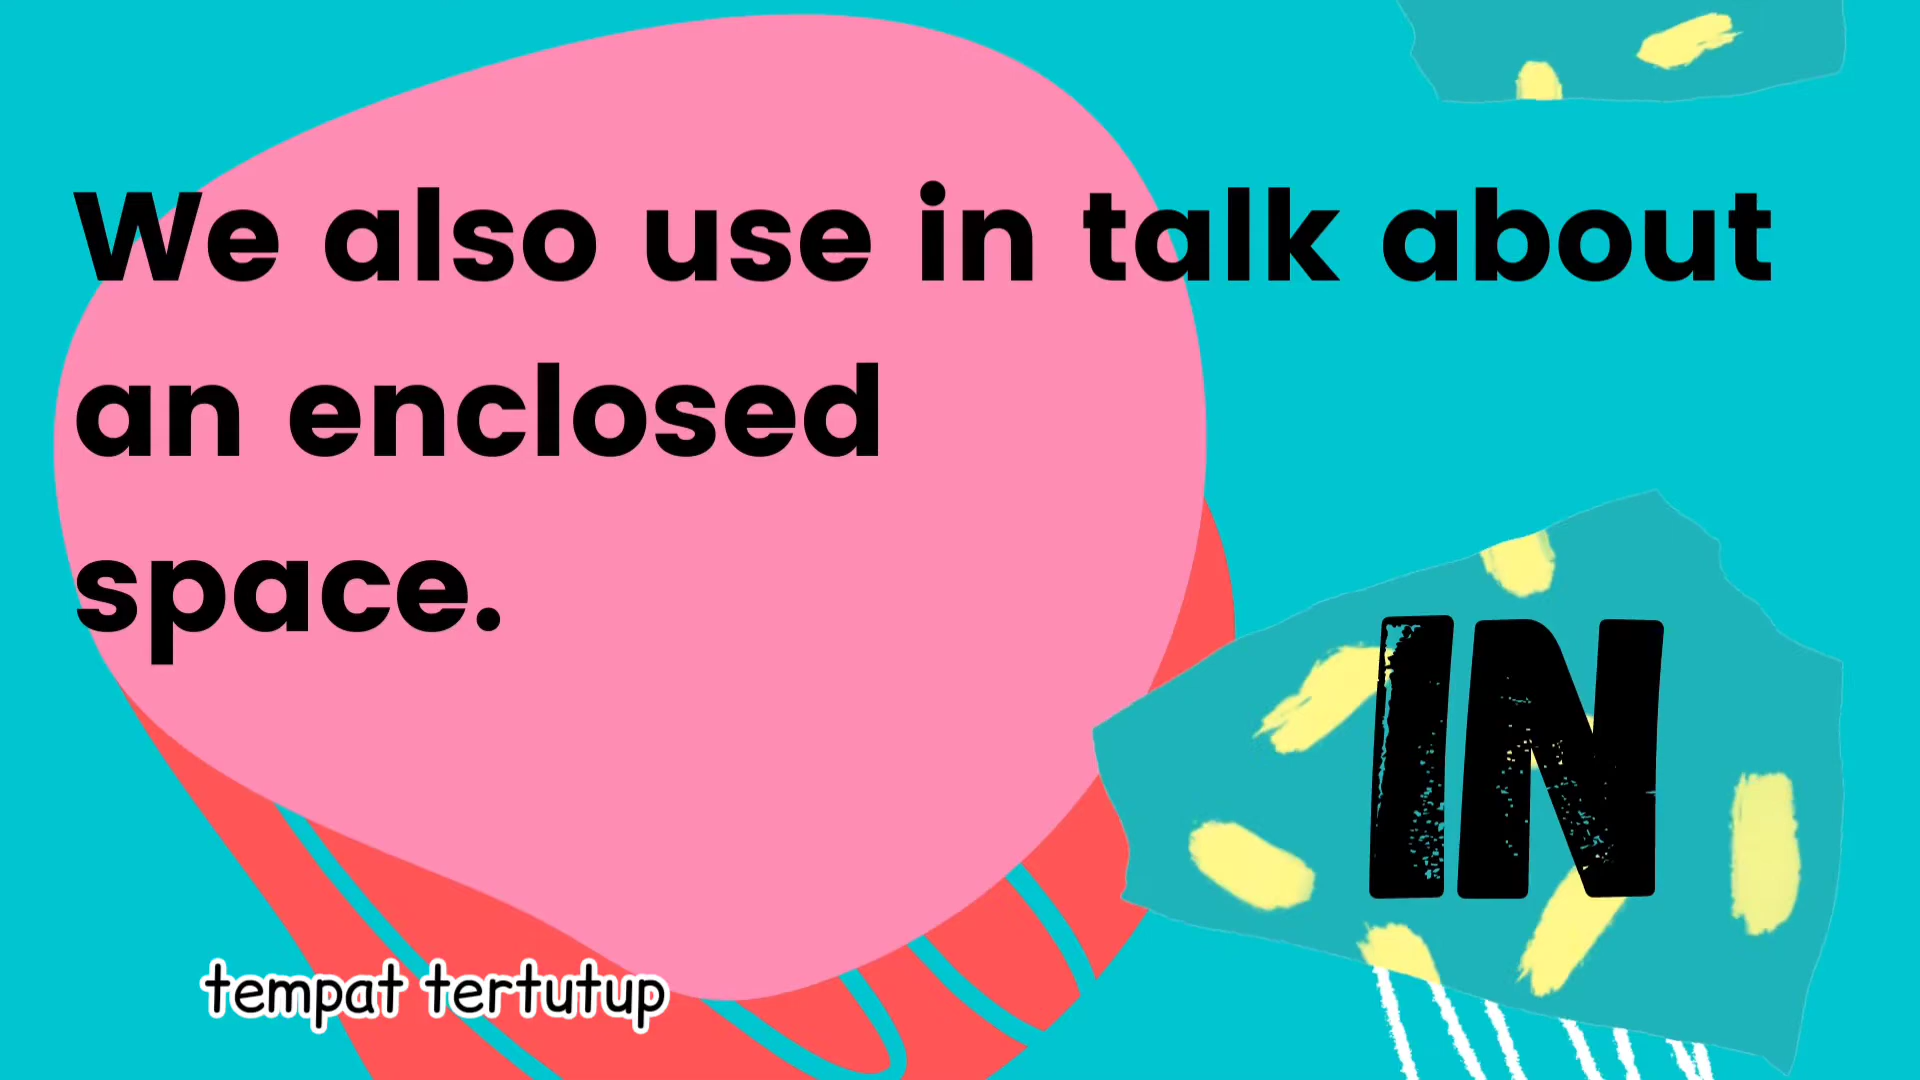 We also use in talk about
an enclosed
space.
IN
tempat tertutup